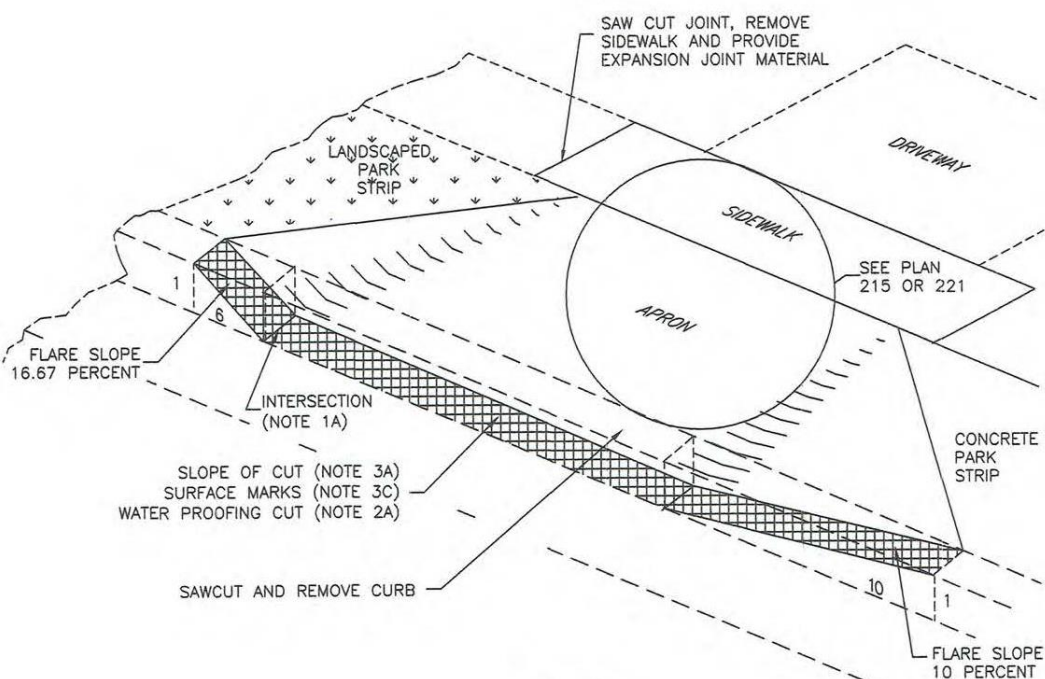 SAW CUT JOINT, REMOVE
SIDEWALK AND PROVIDE
EXPANSION JOINT MATERIAL
LANDSCAPED
PARK
STRIP
DRIVEWAY
SIDEWALK
SEE PLAN
215 OR 221
APRON
1
6
FLARE SLOPE
16.67 PERCENT
INTERSECTION
(NOTE 1A)
CONCRETE
PARK
STRIP
SLOPE OF CUT (NOTE 3A)
SURFACE MARKS (NOTE 3C)
WATER PROOFING CUT (NOTE 2A)
SAWCUT AND REMOVE CURB
10
1
FLARE SLOPE
10 PERCENT